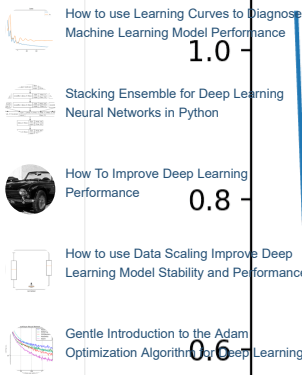 How to use Learning Curves to Diagnose
Machine Learning Model Performance
1.0
Stacking Ensemble for Deep Learning
Neural Networks in Python
How To Improve Deep Learning
Performance
0.8
How to use Data Scaling Improve Deep
Learning Model Stability and Performance
Gentle Introduction to the Adam
Optimization Algorithm for Deep Learning
0.6